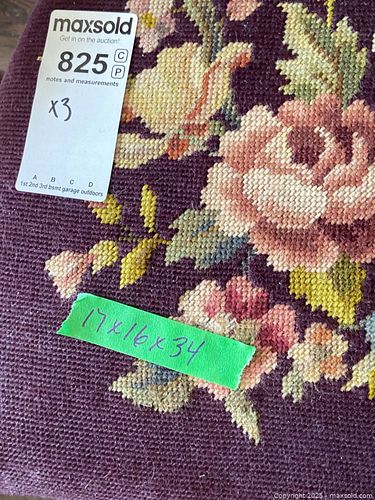 maxsold
Get in on the auction!
825 C
P
notes and measurements
x3
A B C D
1st 2nd 3rd bsmt garage outdoors
17x16x34
Copyright 2025 - maxsold.com